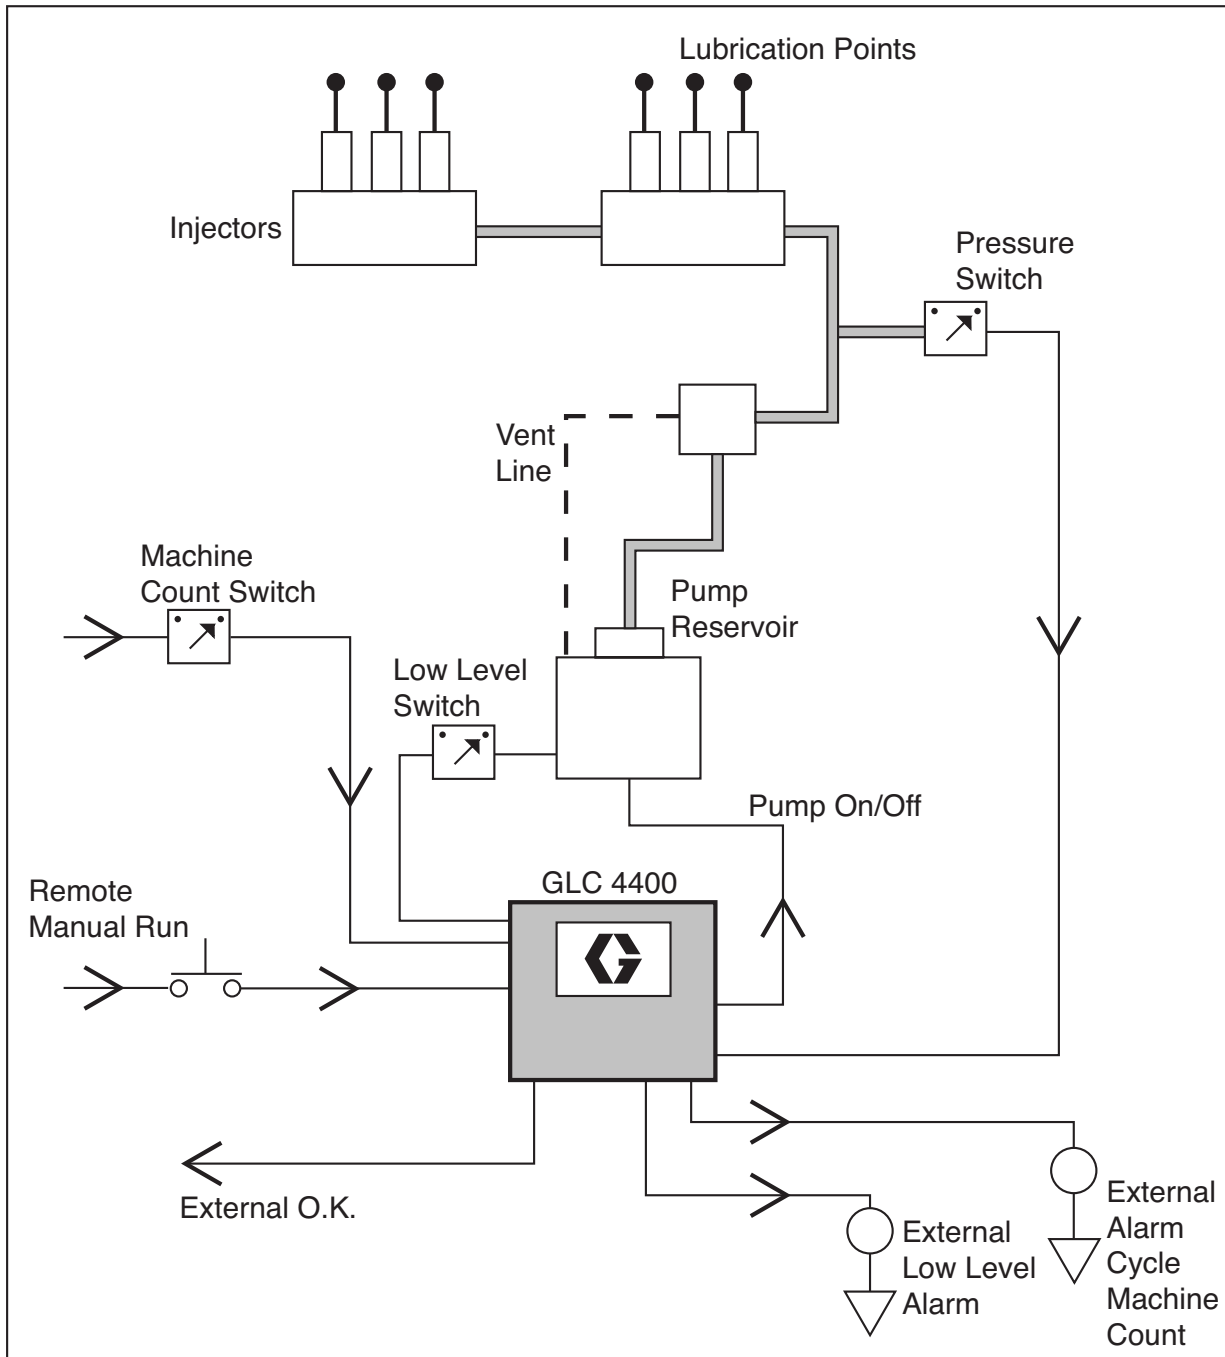 Lubrication Points
Injectors
Pressure
Switch
Vent
Line
Machine
Count Switch
Pump
Reservoir
Low Level
Switch
Pump On/Off
GLC 4400
Remote
Manual Run
External O.K.
External
Low Level
Alarm
External
Alarm
Cycle
Machine
Count